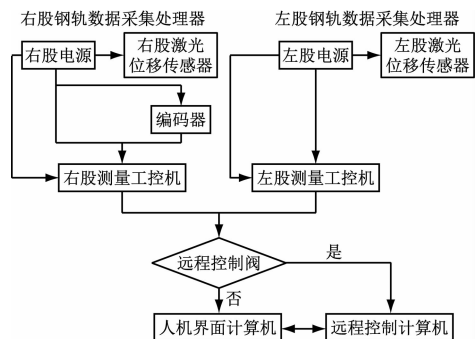 右股钢轨数据采集处理器
左股钢轨数据采集处理器
右股电源
右股激光
位移传感器
左股电源
左股激光
位移传感器
编码器
右股测量工控机
左股测量工控机
远程控制阀
是
否
人机界面计算机
远程控制计算机